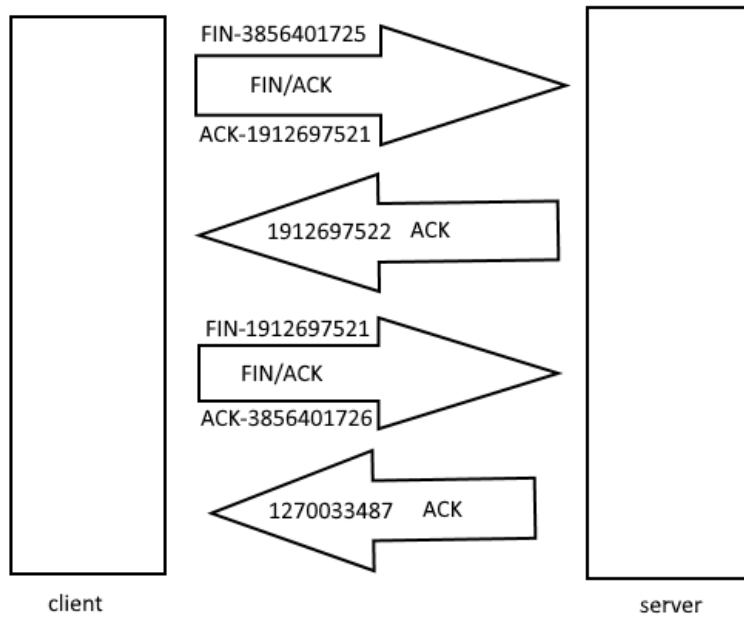 FIN-3856401725
FIN/ACK
ACK-1912697521
1912697522 ACK
FIN-1912697521
FIN/ACK
ACK-3856401726
1270033487 ACK
client
server